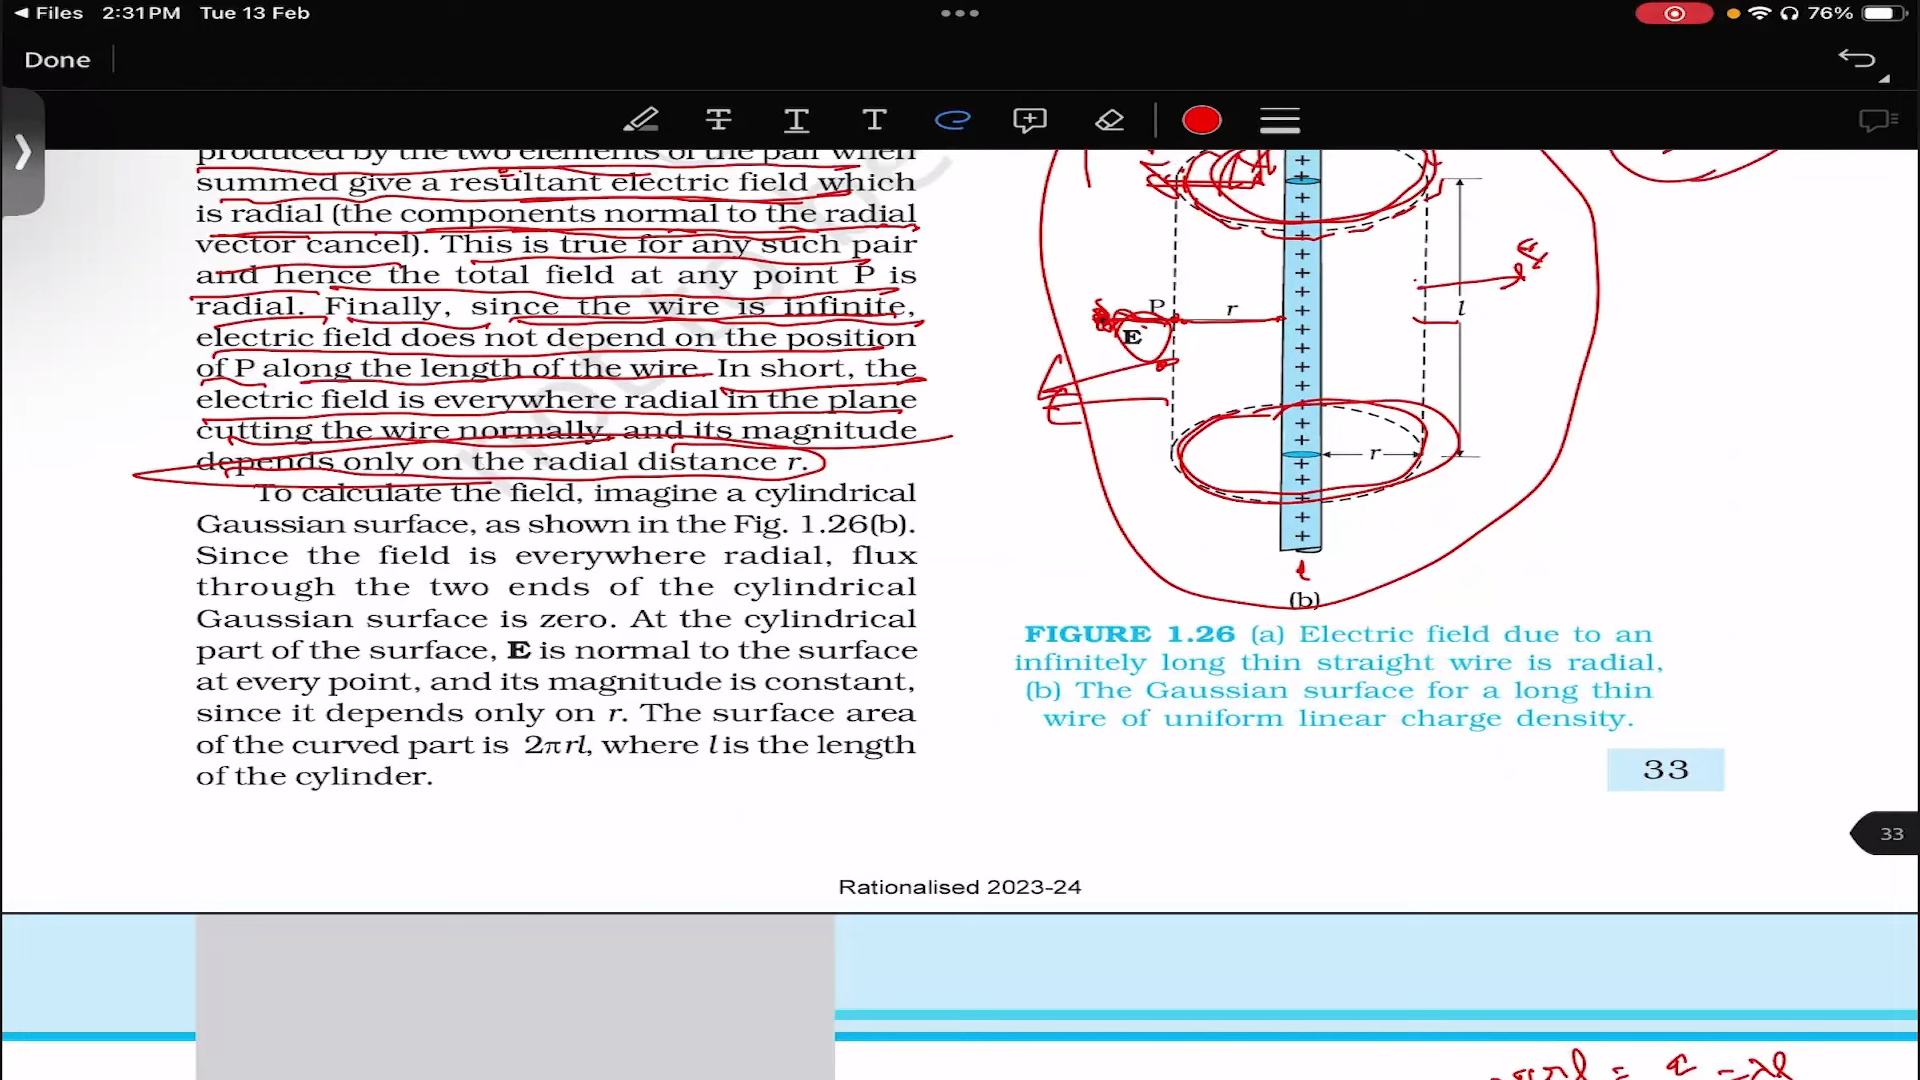 Files 2:31 PM Tue 13 Feb
76%
Done
produced by the two elements of the pair when
summed give a resultant electric field which
is radial (the components normal to the radial
vector cancel). This is true for any such pair
and hence the total field at any point P is
radial. Finally, since the wire is infinite,
electric field does not depend on the position
of P along the length of the wire. In short, the
electric field is everywhere radial in the plane
cutting the wire normally, and its magnitude
depends only on the radial distance r.
To calculate the field, imagine a cylindrical
Gaussian surface, as shown in the Fig. 1.26(b).
Since the field is everywhere radial, flux
through the two ends of the cylindrical
Gaussian surface is zero. At the cylindrical
part of the surface, E is normal to the surface
at every point, and its magnitude is constant,
since it depends only on r. The surface area
of the curved part is 2πrl, where l is the length
of the cylinder.
P
r
l
E
r
(b)
FIGURE 1.26 (a) Electric field due to an
infinitely long thin straight wire is radial,
(b) The Gaussian surface for a long thin
wire of uniform linear charge density.
33
33
Rationalised 2023-24